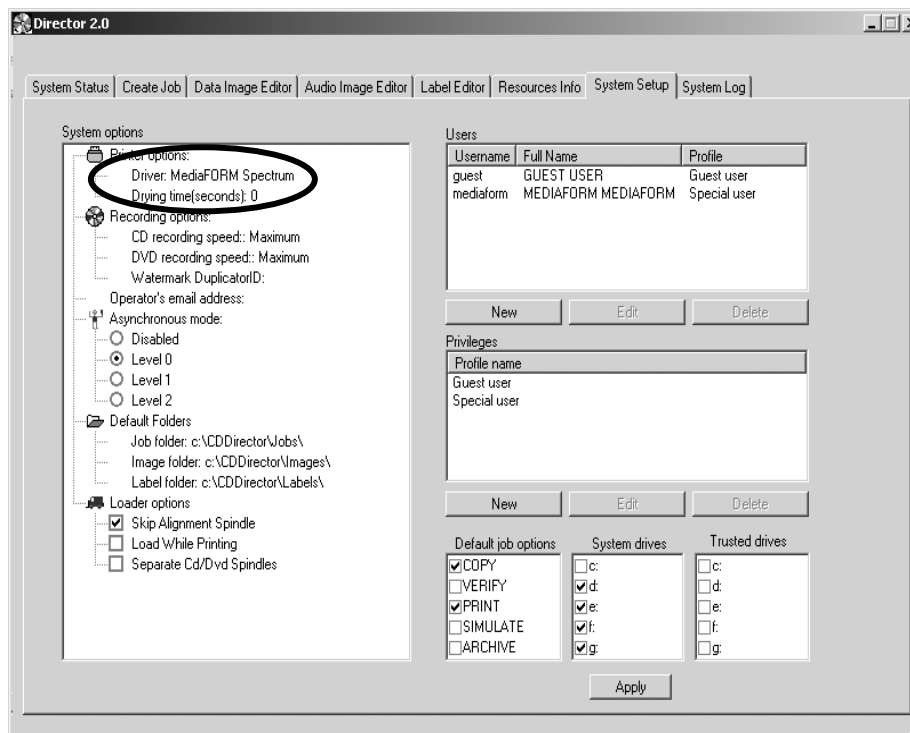 Director 2.0
System Status Create Job Data Image Editor Audio Image Editor Label Editor Resources Info System Setup System Log
System options
Printer options:
Driver: MediaFORM Spectrum
Drying time(seconds): 0
Recording options:
CD recording speed:: Maximum
DVD recording speed:: Maximum
Watermark DuplicatorID:
Operator's email address:
Asynchronous mode:
Disabled
Level 0
Level 1
Level 2
Default Folders
Job folder: c:\CDDirector\Jobs\
Image folder: c:\CDDirector\Images\
Label folder: c:\CDDirector\Labels\
Loader options
Skip Alignment Spindle
Load While Printing
Separate Cd/Dvd Spindles
Users
Username Full Name Profile
guest GUEST USER Guest user
mediaform MEDIAFORM MEDIAFORM Special user
New Edit Delete
Privileges
Profile name
Guest user
Special user
New Edit Delete
Default job options
COPY
VERIFY
PRINT
SIMULATE
ARCHIVE
System drives
c:
d:
e:
f:
g:
Trusted drives
c:
d:
e:
f:
g:
Apply